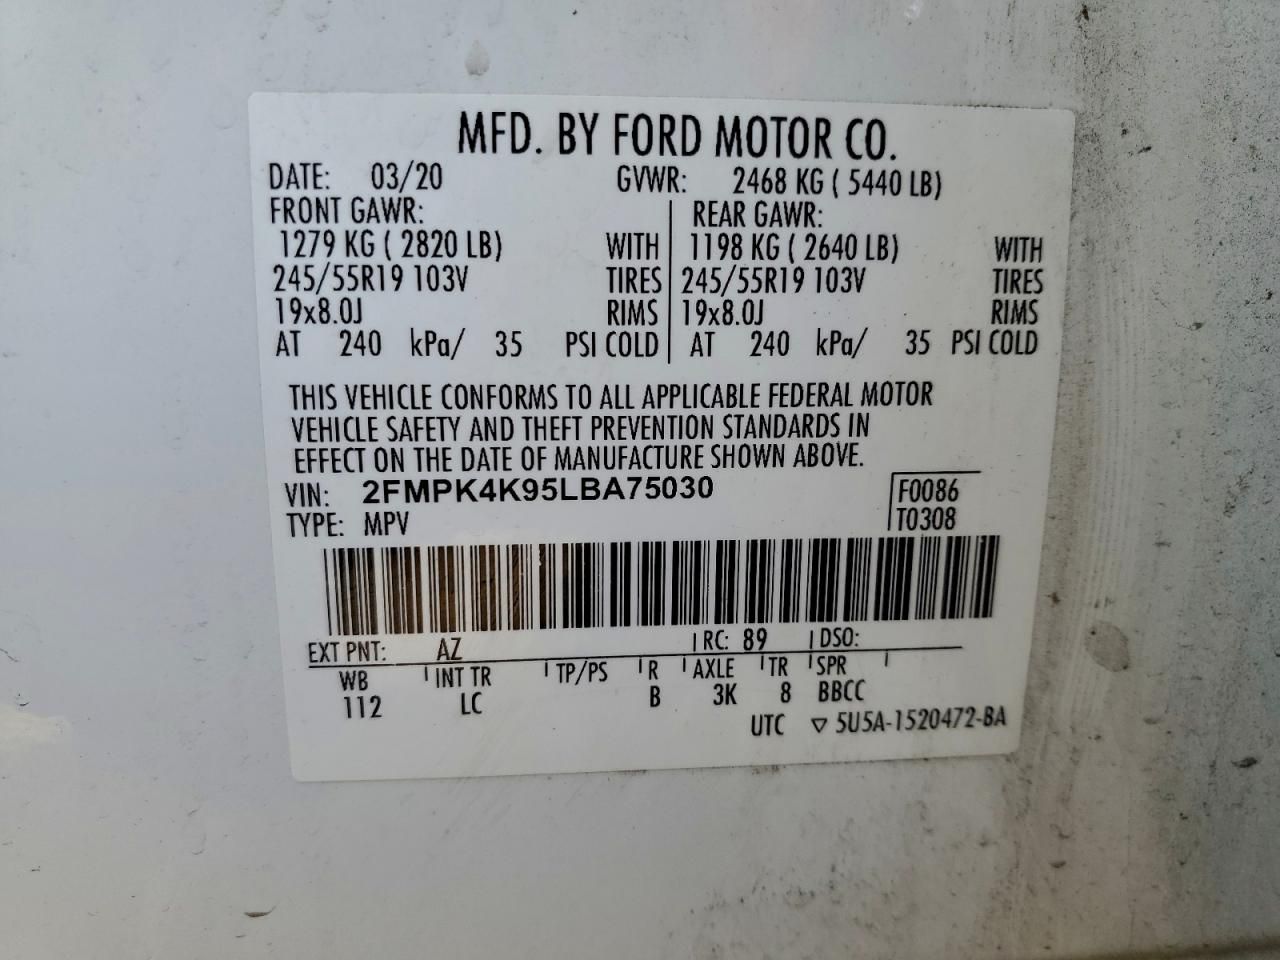 MFD. BY FORD MOTOR CO.
DATE: 03/20 GVWR: 2468 KG ( 5440 LB)
FRONT GAWR: REAR GAWR:
1279 KG ( 2820 LB) WITH 1198 KG ( 2640 LB) WITH
245/55R19 103V TIRES 245/55R19 103V TIRES
19x8.0J RIMS 19x8.0J RIMS
AT 240 kPa/ 35 PSI COLD AT 240 kPa/ 35 PSI COLD
THIS VEHICLE CONFORMS TO ALL APPLICABLE FEDERAL MOTOR
VEHICLE SAFETY AND THEFT PREVENTION STANDARDS IN
EFFECT ON THE DATE OF MANUFACTURE SHOWN ABOVE.
VIN: 2FMPK4K95LBA75030 F0086
TYPE: MPV T0308
EXT PNT: AZ RC: 89 DSO:
WB INT TR TP/PS R AXLE TR SPR
112 LC B 3K 8 BBCC
UTC ▽ 5U5A-1520472-BA